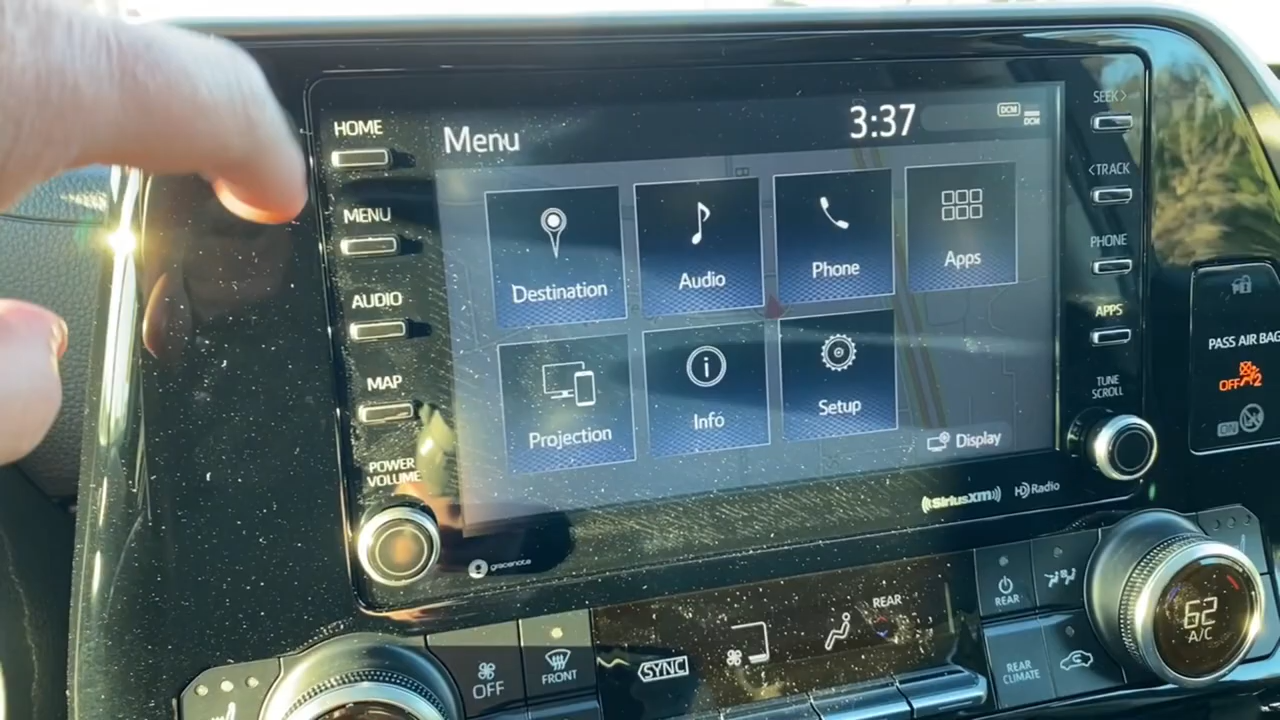 HOME
MENU
AUDIO
MAP
POWER
VOLUME
Menu
3:37
DCM
DCM
Destination
Audio
Phone
Apps
Projection
Info
Setup
Display
gracenote
SiriusXM
HD Radio
SEEK>
<TRACK
PHONE
APPS
TUNE
SCROLL
PASS AIR BAG
OFF
2
ON
OFF
FRONT
SYNC
REAR
REAR
REAR
CLIMATE
62
A/C